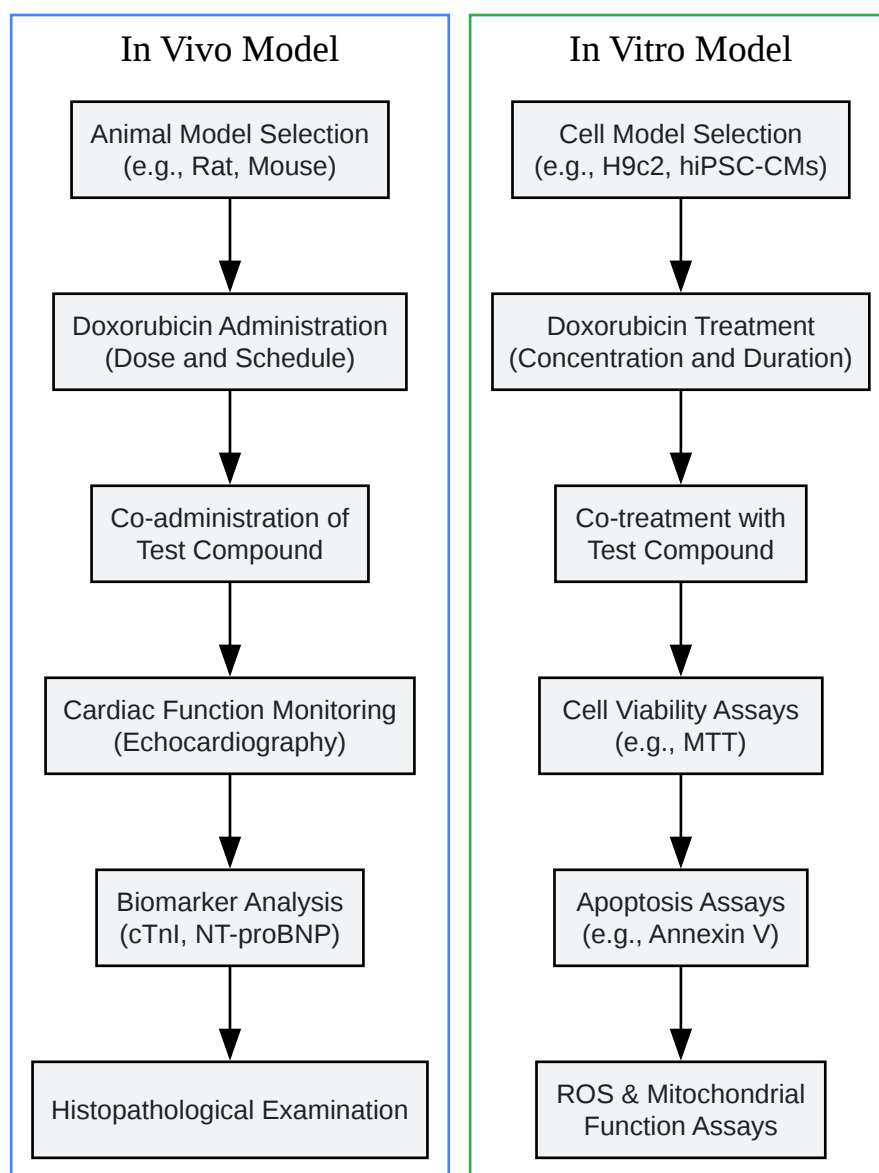 In Vivo Model
Animal Model Selection
(e.g., Rat, Mouse)
Doxorubicin Administration
(Dose and Schedule)
Co-administration of
Test Compound
Cardiac Function Monitoring
(Echocardiography)
Biomarker Analysis
(cTnI, NT-proBNP)
Histopathological Examination
In Vitro Model
Cell Model Selection
(e.g., H9c2, hiPSC-CMs)
Doxorubicin Treatment
(Concentration and Duration)
Co-treatment with
Test Compound
Cell Viability Assays
(e.g., MTT)
Apoptosis Assays
(e.g., Annexin V)
ROS & Mitochondrial
Function Assays